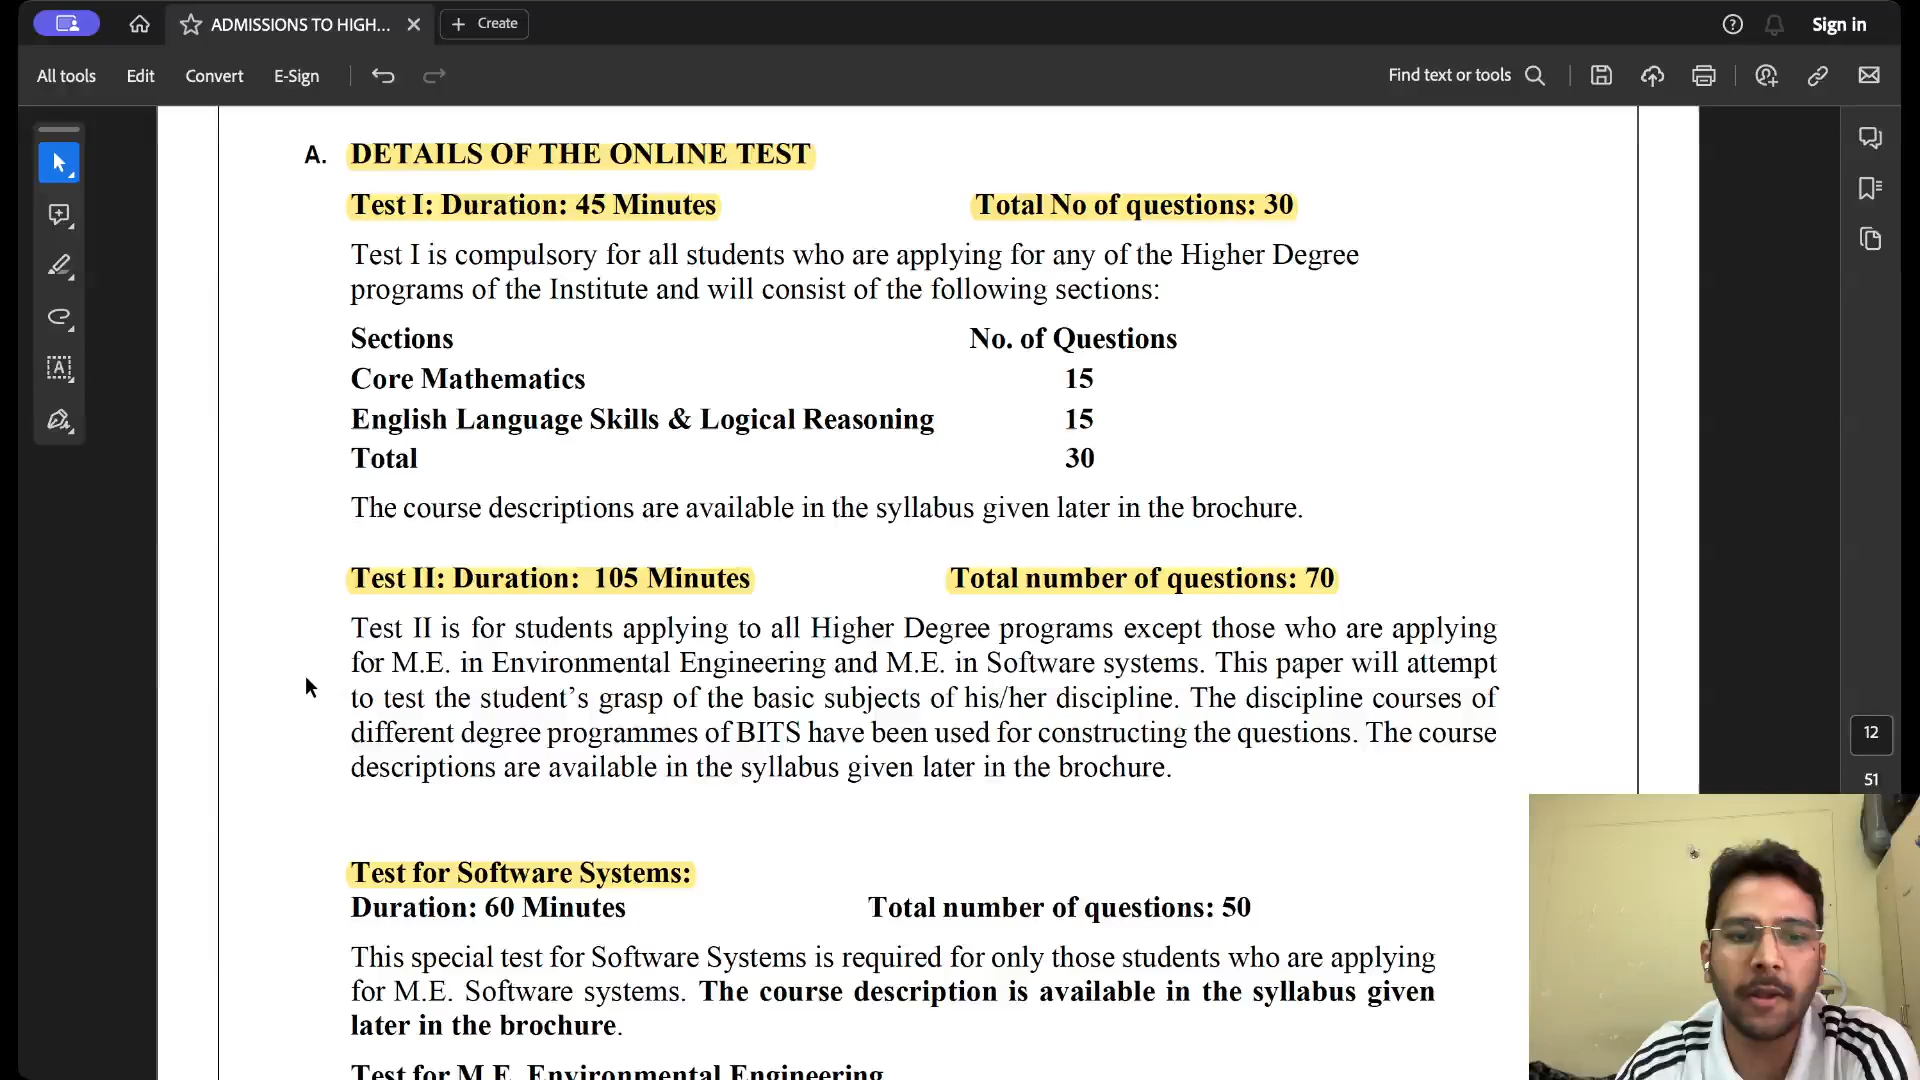 ADMISSIONS TO HIGH...
Create
Sign in
All tools
Edit
Convert
E-Sign
Find text or tools
A. DETAILS OF THE ONLINE TEST
Test I: Duration: 45 Minutes Total No of questions: 30
Test I is compulsory for all students who are applying for any of the Higher Degree
programs of the Institute and will consist of the following sections:
Sections No. of Questions
Core Mathematics 15
English Language Skills & Logical Reasoning 15
Total 30
The course descriptions are available in the syllabus given later in the brochure.
Test II: Duration: 105 Minutes Total number of questions: 70
Test II is for students applying to all Higher Degree programs except those who are applying
for M.E. in Environmental Engineering and M.E. in Software systems. This paper will attempt
to test the student’s grasp of the basic subjects of his/her discipline. The discipline courses of
different degree programmes of BITS have been used for constructing the questions. The course
descriptions are available in the syllabus given later in the brochure.
12
51
Test for Software Systems:
Duration: 60 Minutes Total number of questions: 50
This special test for Software Systems is required for only those students who are applying
for M.E. Software systems. The course description is available in the syllabus given
later in the brochure.
Test for M.E. Environmental Engineering